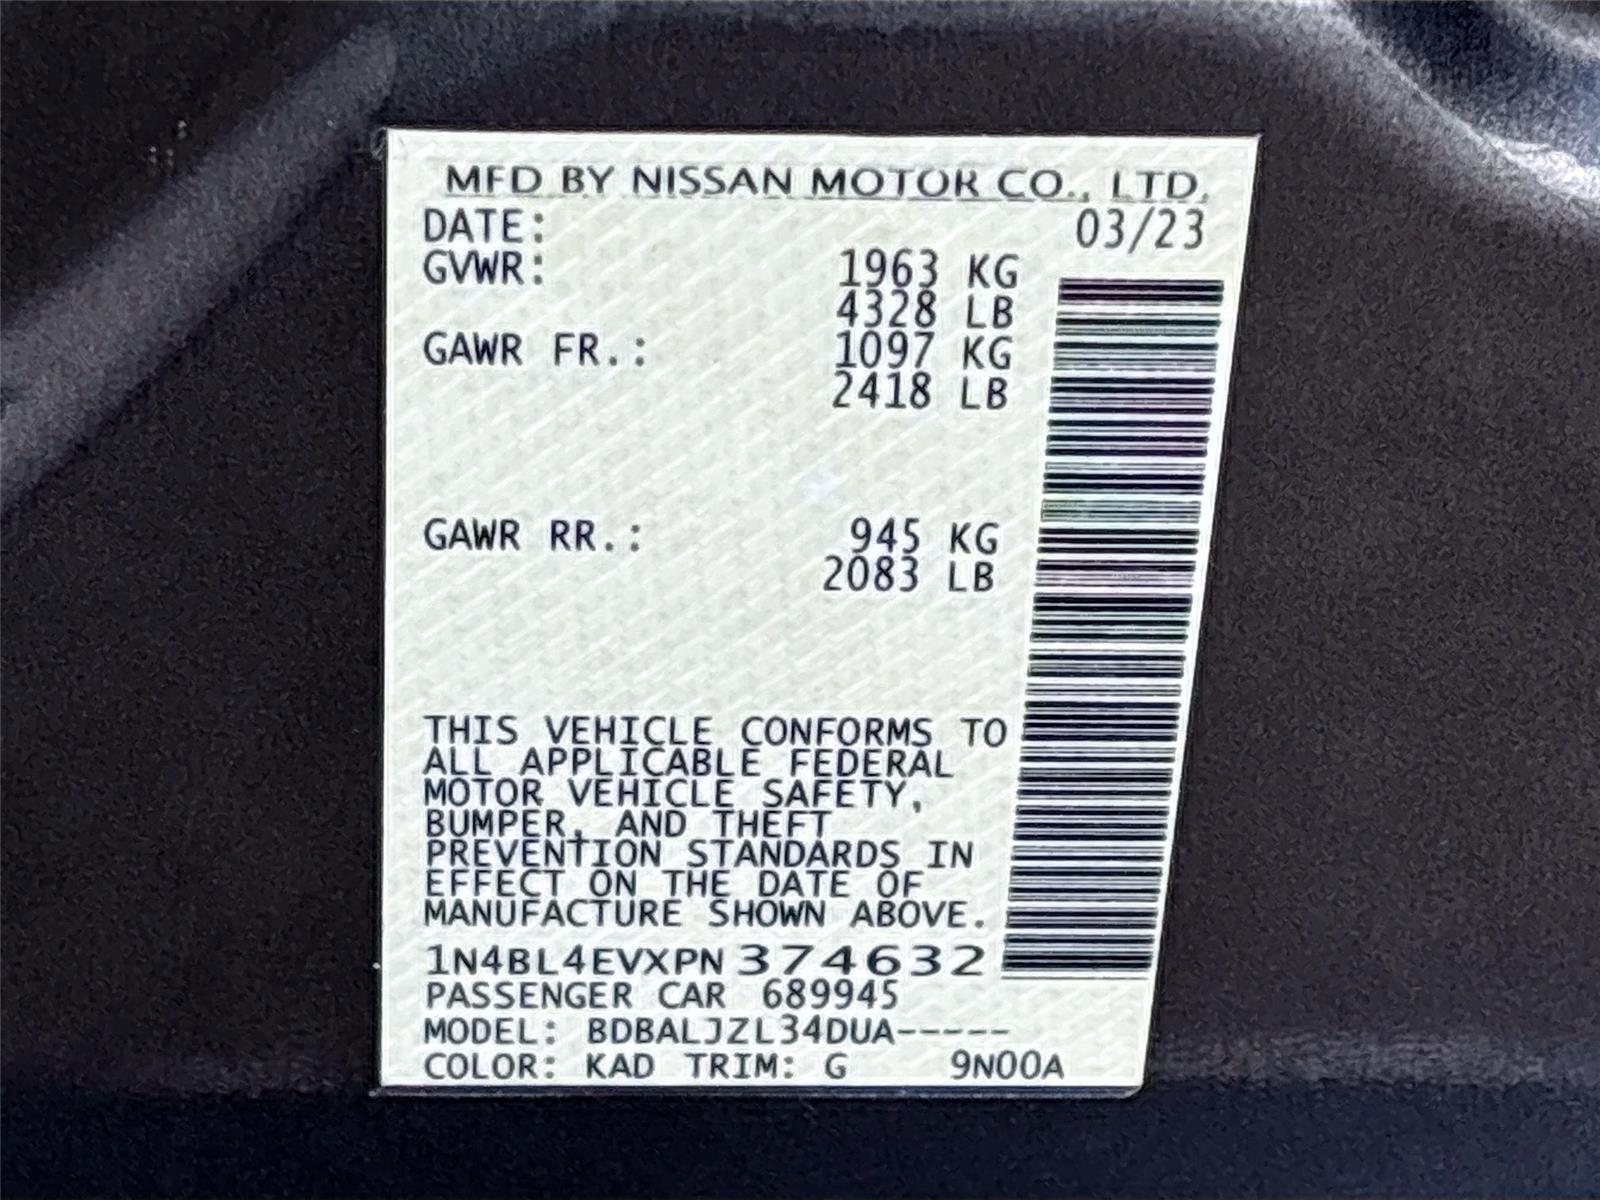 MFD BY NISSAN MOTOR CO., LTD.
DATE: 03/23
GVWR: 1963 KG
4328 LB
GAWR FR.: 1097 KG
2418 LB
GAWR RR.: 945 KG
2083 LB
THIS VEHICLE CONFORMS TO
ALL APPLICABLE FEDERAL
MOTOR VEHICLE SAFETY,
BUMPER, AND THEFT
PREVENTION STANDARDS IN
EFFECT ON THE DATE OF
MANUFACTURE SHOWN ABOVE.
1N4BL4EVXPN374632
PASSENGER CAR 689945
MODEL: BDBALJZL34DUA-----
COLOR: KAD TRIM: G 9N00A